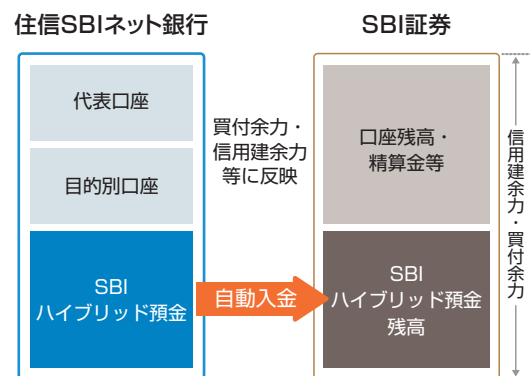 住信SBIネット銀行
SBI証券
代表口座
目的別口座
SBI
ハイブリッド預金
買付余力・
信用建余力
等に反映
自動入金
口座残高・
精算金等
SBI
ハイブリッド預金
残高
信用建余力・買付余力